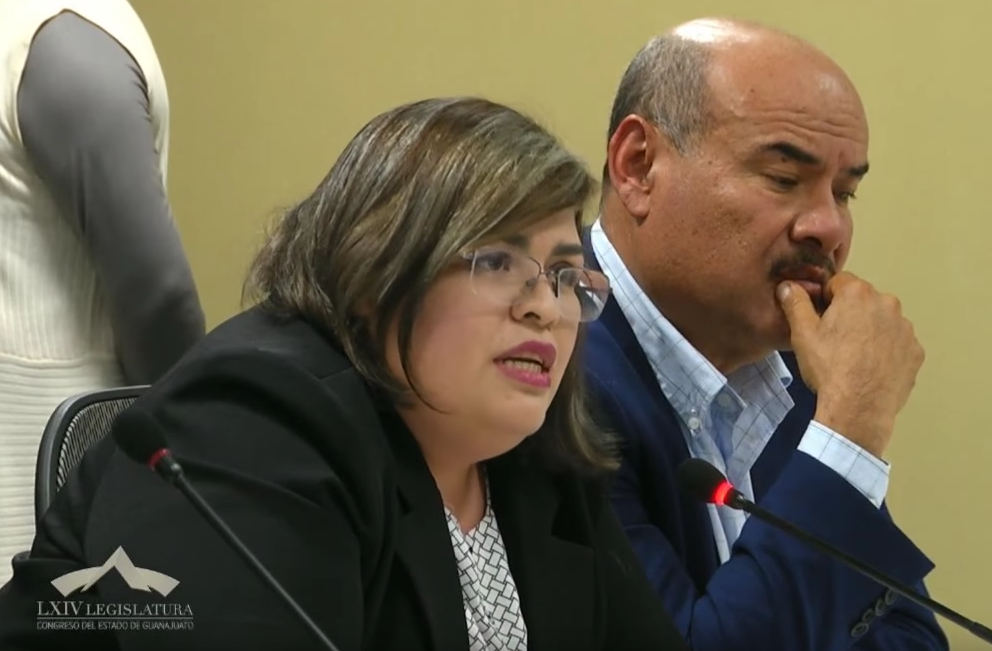 LXIV LEGISLATURA
CONGRESO DEL ESTADO DE GUANAJUATO